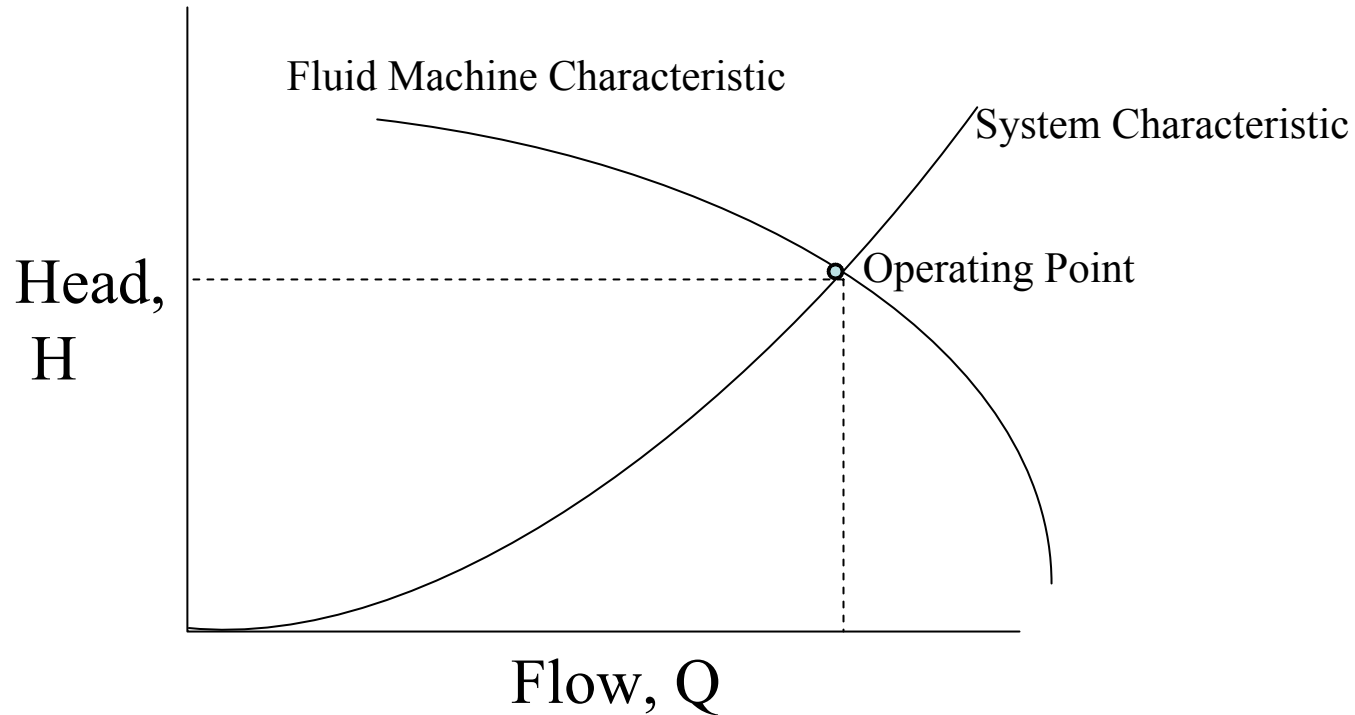 Fluid Machine Characteristic
System Characteristic
Operating Point
Head,
H
Flow, Q